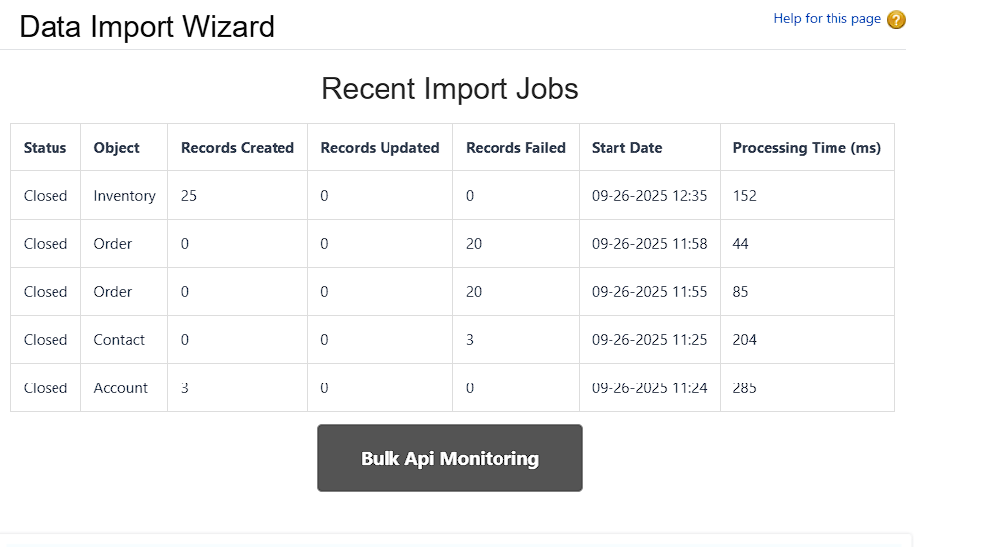 Data Import Wizard
Help for this page ?
Recent Import Jobs
Status Object Records Created Records Updated Records Failed Start Date Processing Time (ms)
Closed Inventory 25 0 0 09-26-2025 12:35 152
Closed Order 0 0 20 09-26-2025 11:58 44
Closed Order 0 0 20 09-26-2025 11:55 85
Closed Contact 0 0 3 09-26-2025 11:25 204
Closed Account 3 0 0 09-26-2025 11:24 285
Bulk Api Monitoring